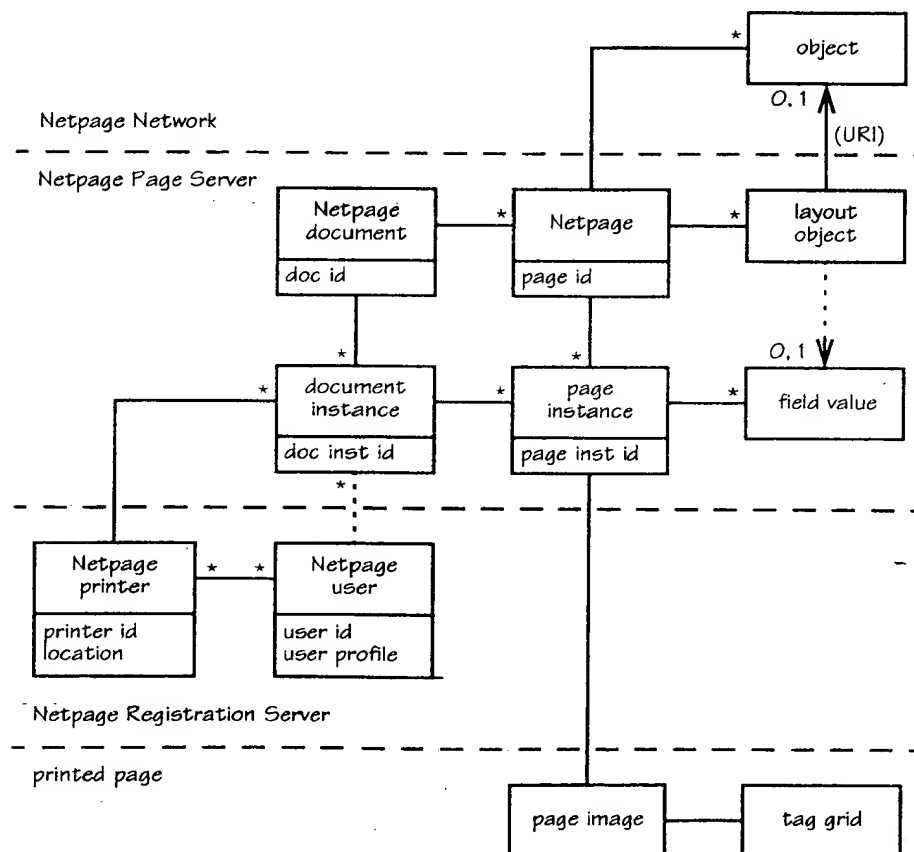 *
object
0, 1
(URI)
Netpage Network
Netpage Page Server
Netpage
document
doc id
*
Netpage
page id
*
layout
object
*
*
0, 1
*
document
instance
doc inst id
*
page
instance
page inst id
*
field value
*
Netpage
printer
printer id
location
*
*
Netpage
user
user id
user profile
Netpage Registration Server
printed page
page image
tag grid